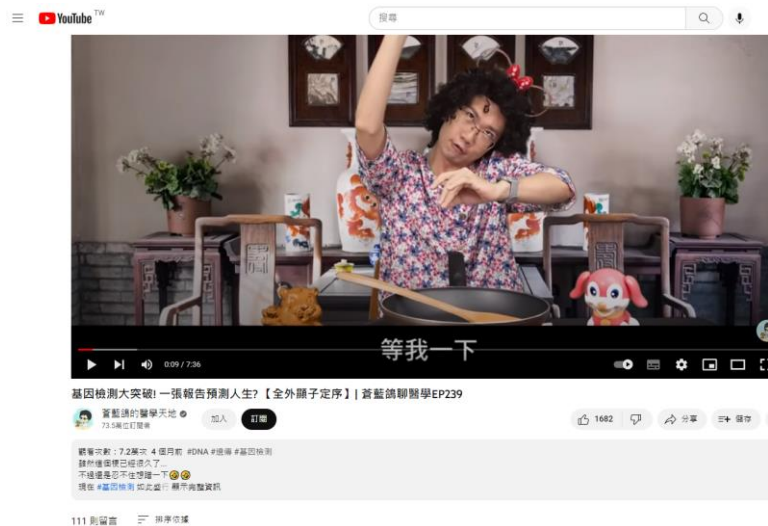 YouTube TW
搜尋
等我一下
0:09 / 7:36
基因檢測大突破! 一張報告預測人生? 【全外顯子定序】| 蒼藍鴿聊醫學EP239
蒼藍鴿的醫學天地
73.5萬位訂閱者
加入
訂閱
1682
分享
儲存
觀看次數：7.2萬次 4 個月前 #DNA #遺傳 #基因檢測
雖然這個梗已經很久了...
不過還是忍不住想蹭一下🤣🤣
現在 #基因檢測 如此盛行 顯示完整資訊
111 則留言
排序依據